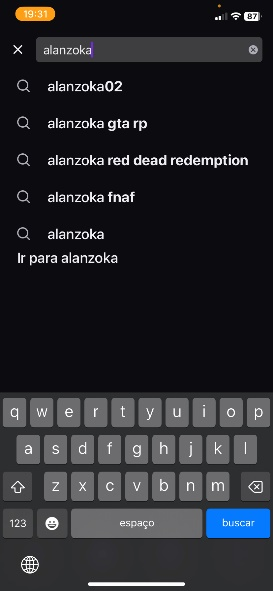 19:31
87
alanzoka
alanzoka02
alanzoka gta rp
alanzoka red dead redemption
alanzoka fnaf
alanzoka
Ir para alanzoka
q w e r t y u i o p
a s d f g h j k l
z x c v b n m
123 espaço buscar